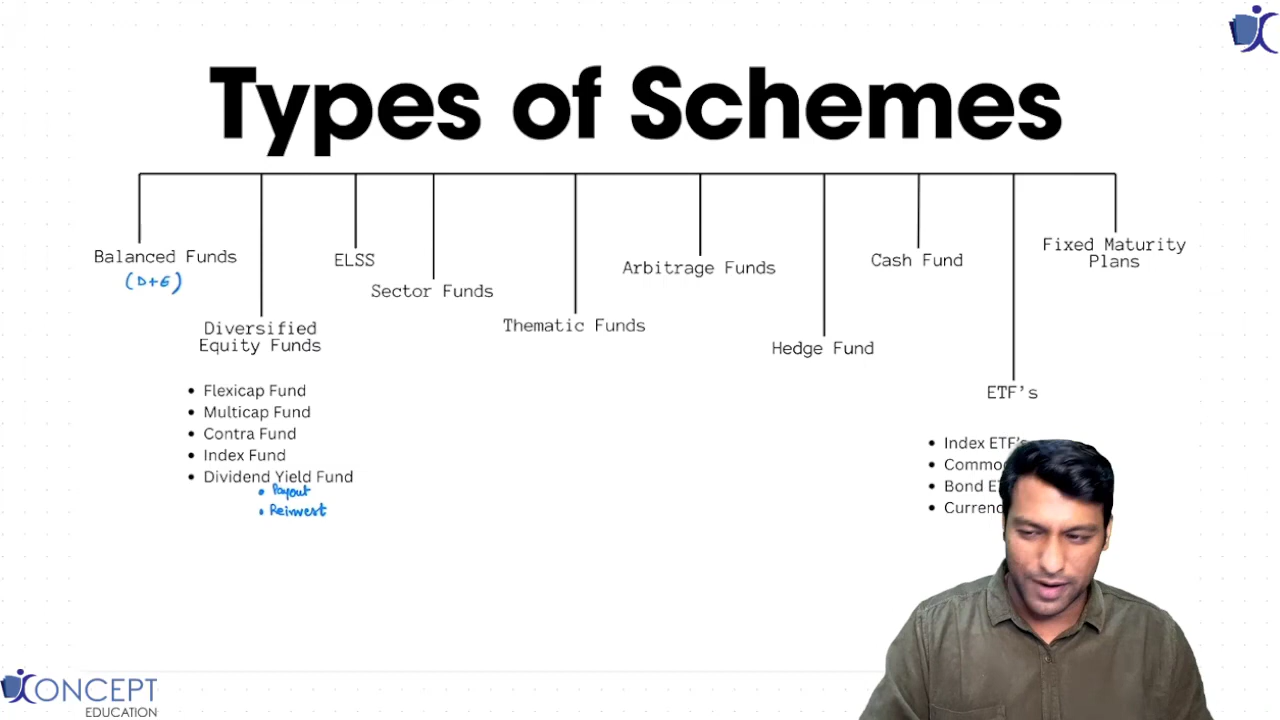 Types of Schemes
Balanced Funds
(D+E)
Diversified
Equity Funds
• Flexicap Fund
• Multicap Fund
• Contra Fund
• Index Fund
• Dividend Yield Fund
• Payout
• Reinvest
ELSS
Sector Funds
Thematic Funds
Arbitrage Funds
Hedge Fund
Cash Fund
ETF's
• Index ETF's
Fixed Maturity
Plans
CONCEPT
EDUCATION